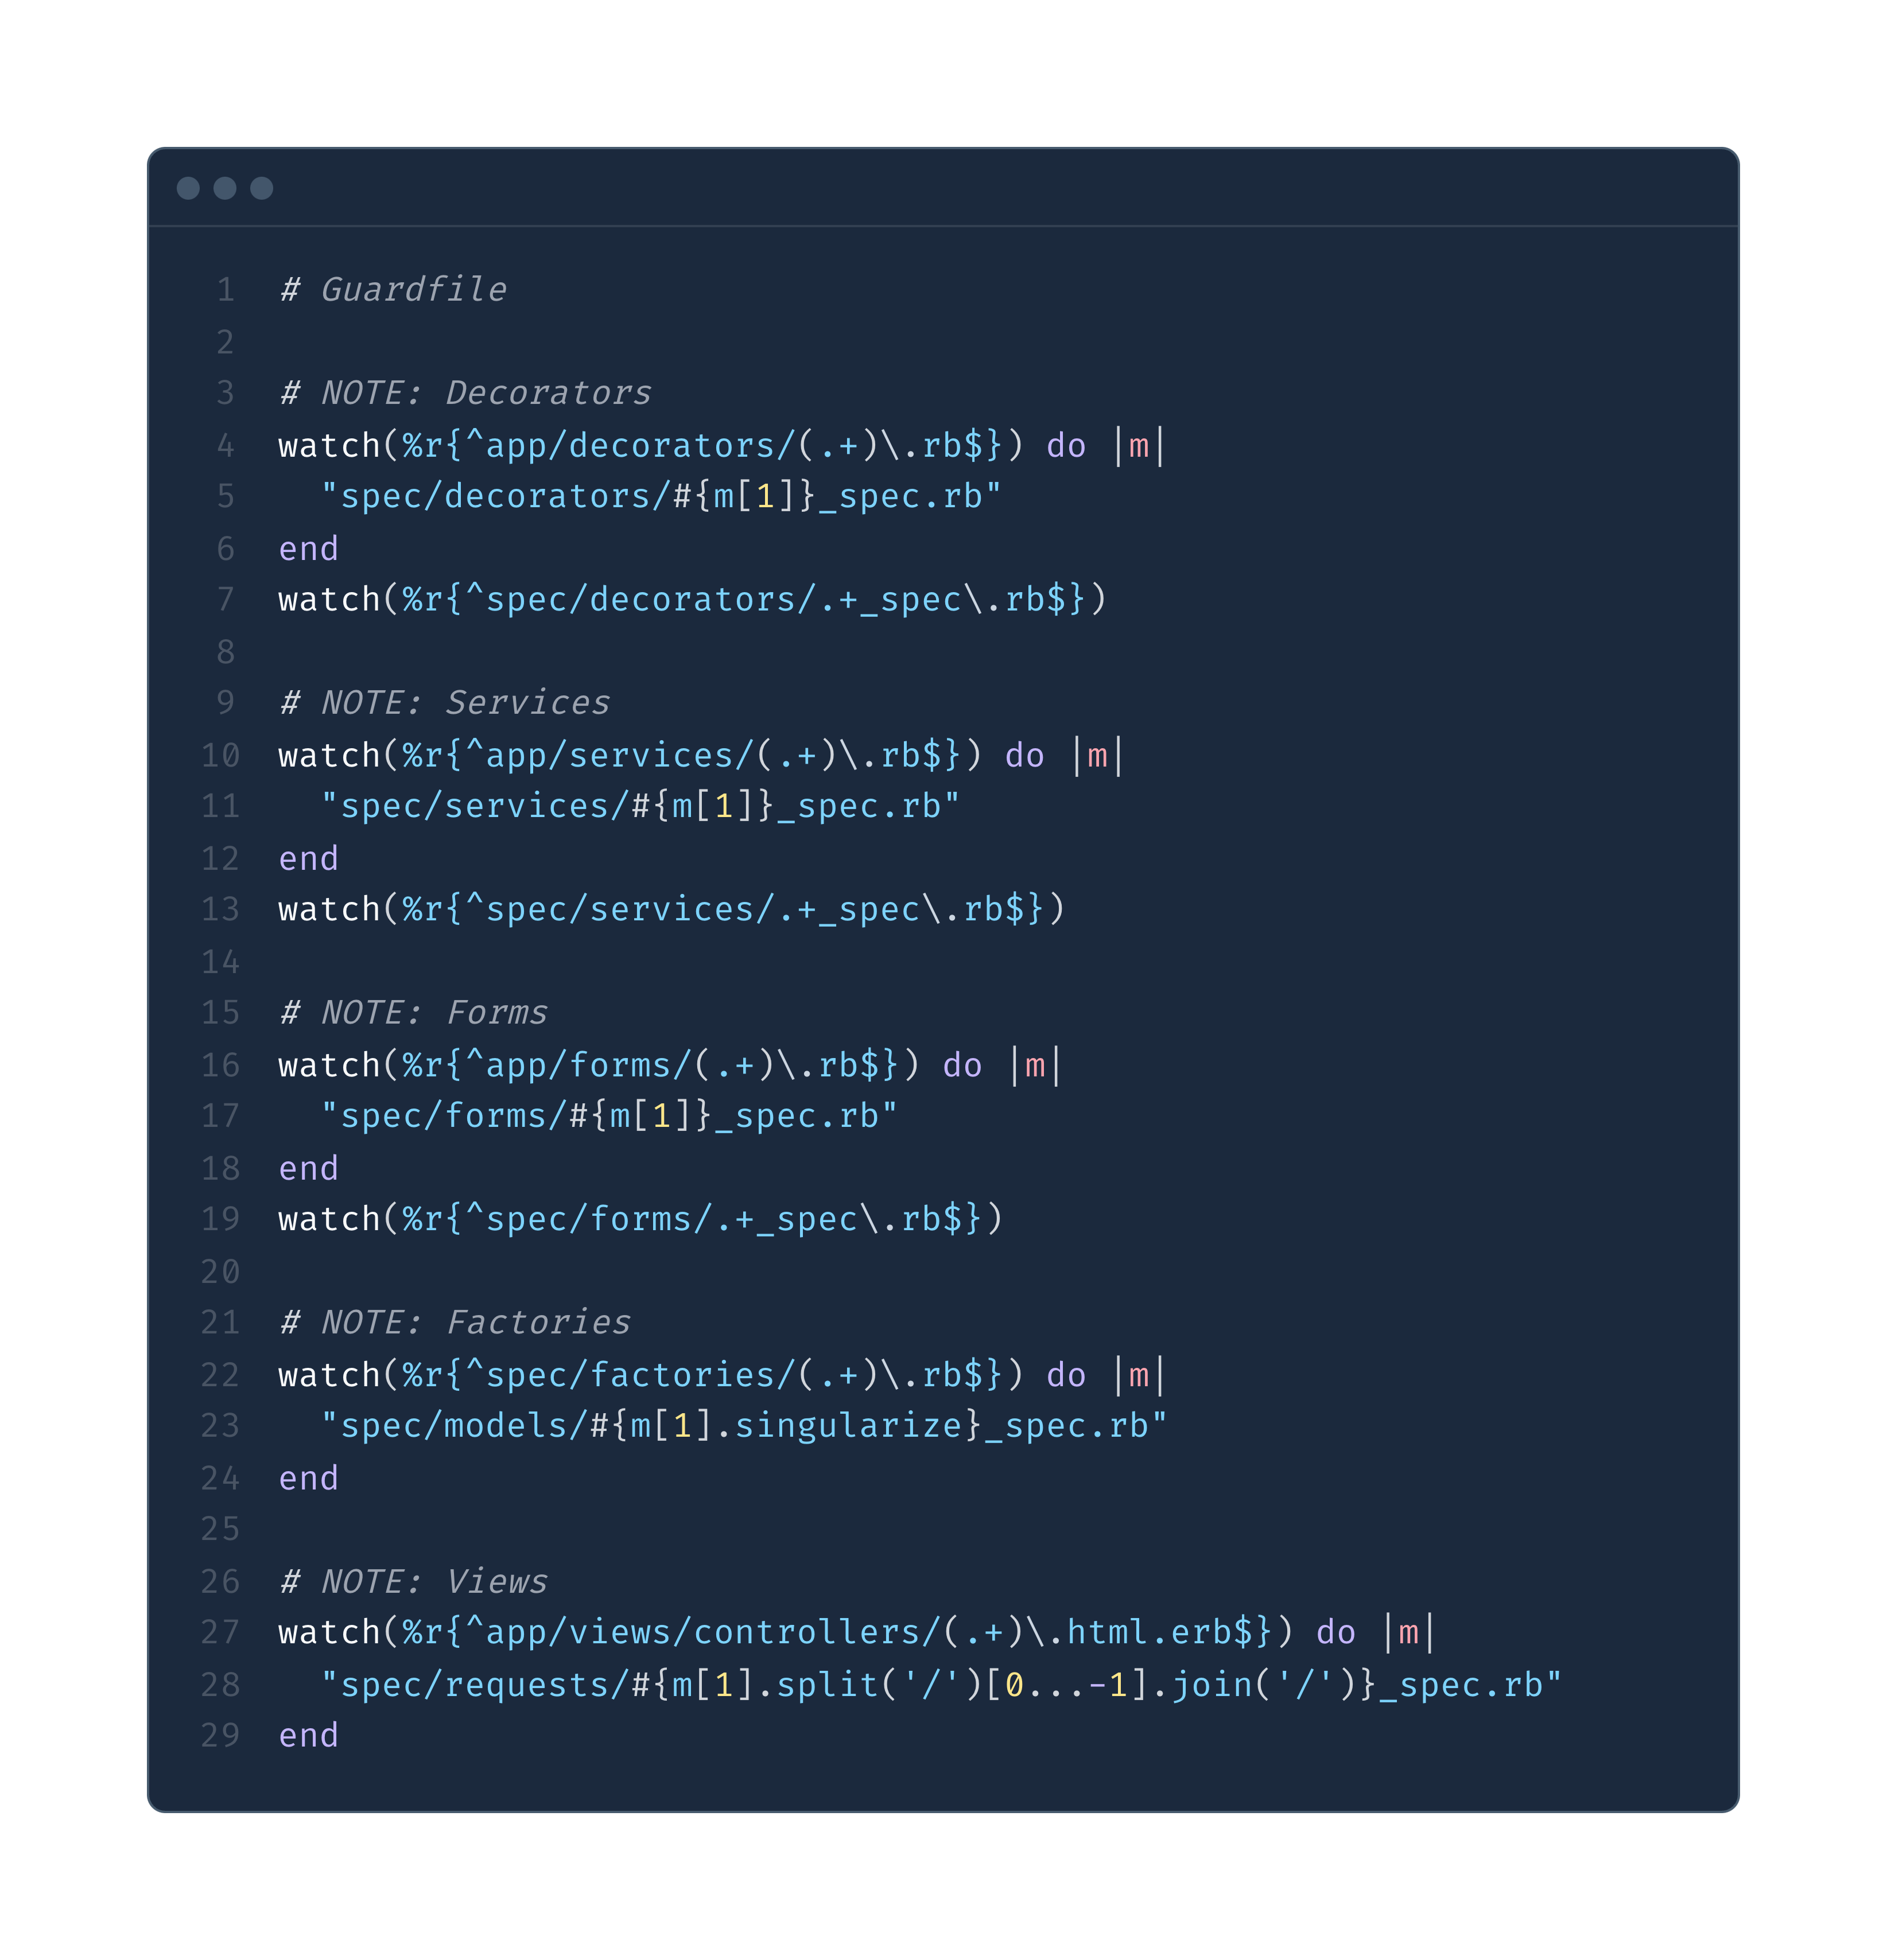 1 # Guardfile
2
3 # NOTE: Decorators
4 watch(%r{^app/decorators/(.+)\.rb$}) do |m|
5   "spec/decorators/#{m[1]}_spec.rb"
6 end
7 watch(%r{^spec/decorators/.+_spec\.rb$})
8
9 # NOTE: Services
10 watch(%r{^app/services/(.+)\.rb$}) do |m|
11   "spec/services/#{m[1]}_spec.rb"
12 end
13 watch(%r{^spec/services/.+_spec\.rb$})
14
15 # NOTE: Forms
16 watch(%r{^app/forms/(.+)\.rb$}) do |m|
17   "spec/forms/#{m[1]}_spec.rb"
18 end
19 watch(%r{^spec/forms/.+_spec\.rb$})
20
21 # NOTE: Factories
22 watch(%r{^spec/factories/(.+)\.rb$}) do |m|
23   "spec/models/#{m[1].singularize}_spec.rb"
24 end
25
26 # NOTE: Views
27 watch(%r{^app/views/controllers/(.+)\.html.erb$}) do |m|
28   "spec/requests/#{m[1].split('/')[0...-1].join('/')}_spec.rb"
29 end